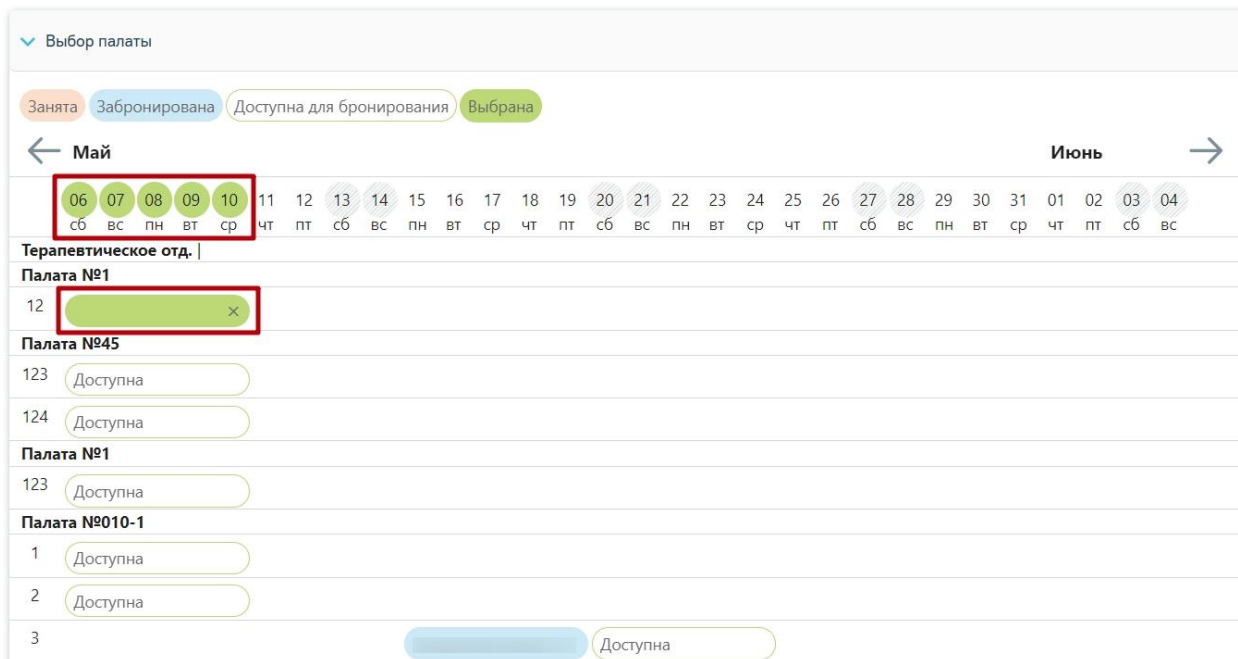 Выбор палаты
Занята Забронирована Доступна для бронирования Выбрана
Май Июнь
06 07 08 09 10 11 12 13 14 15 16 17 18 19 20 21 22 23 24 25 26 27 28 29 30 31 01 02 03 04
сб вс пн вт ср чт пт сб вс пн вт ср чт пт сб вс пн вт ср чт пт сб вс пн вт ср чт пт сб вс
Терапевтическое отд.
Палата №1
12
Палата №45
123 Доступна
124 Доступна
Палата №1
123 Доступна
Палата №010-1
1 Доступна
2 Доступна
3 Доступна